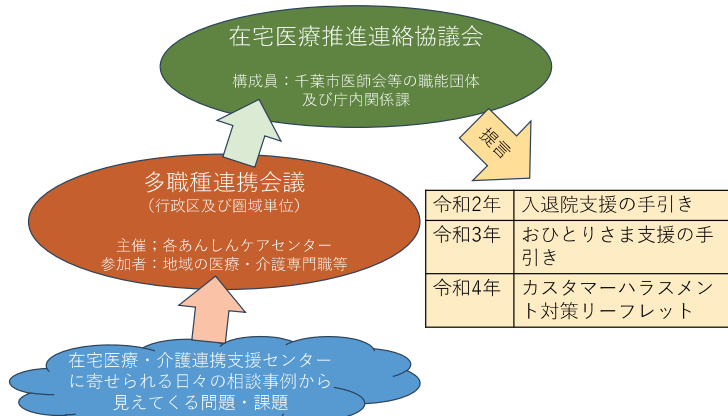 在宅医療推進連絡協議会
構成員：千葉市医師会等の職能団体
及び庁内関係課
提言
多職種連携会議
（行政区及び圏域単位）
主催；各あんしんケアセンター
参加者：地域の医療・介護専門職等
令和2年 入退院支援の手引き
令和3年 おひとりさま支援の手
引き
令和4年 カスタマーハラスメン
ト対策リーフレット
在宅医療・介護連携支援センター
に寄せられる日々の相談事例から
見えてくる問題・課題